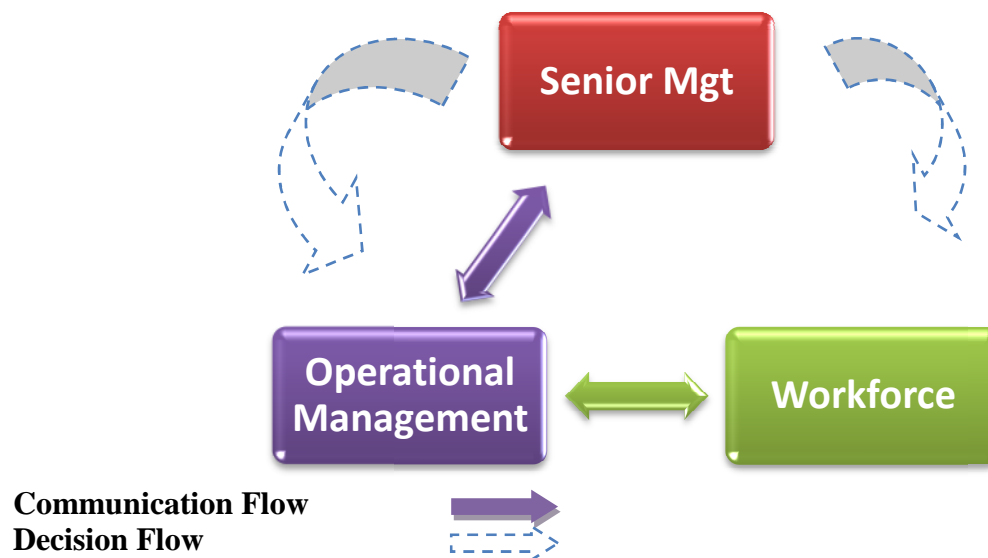 Senior Mgt
Operational
Management
Workforce
Communication Flow
Decision Flow